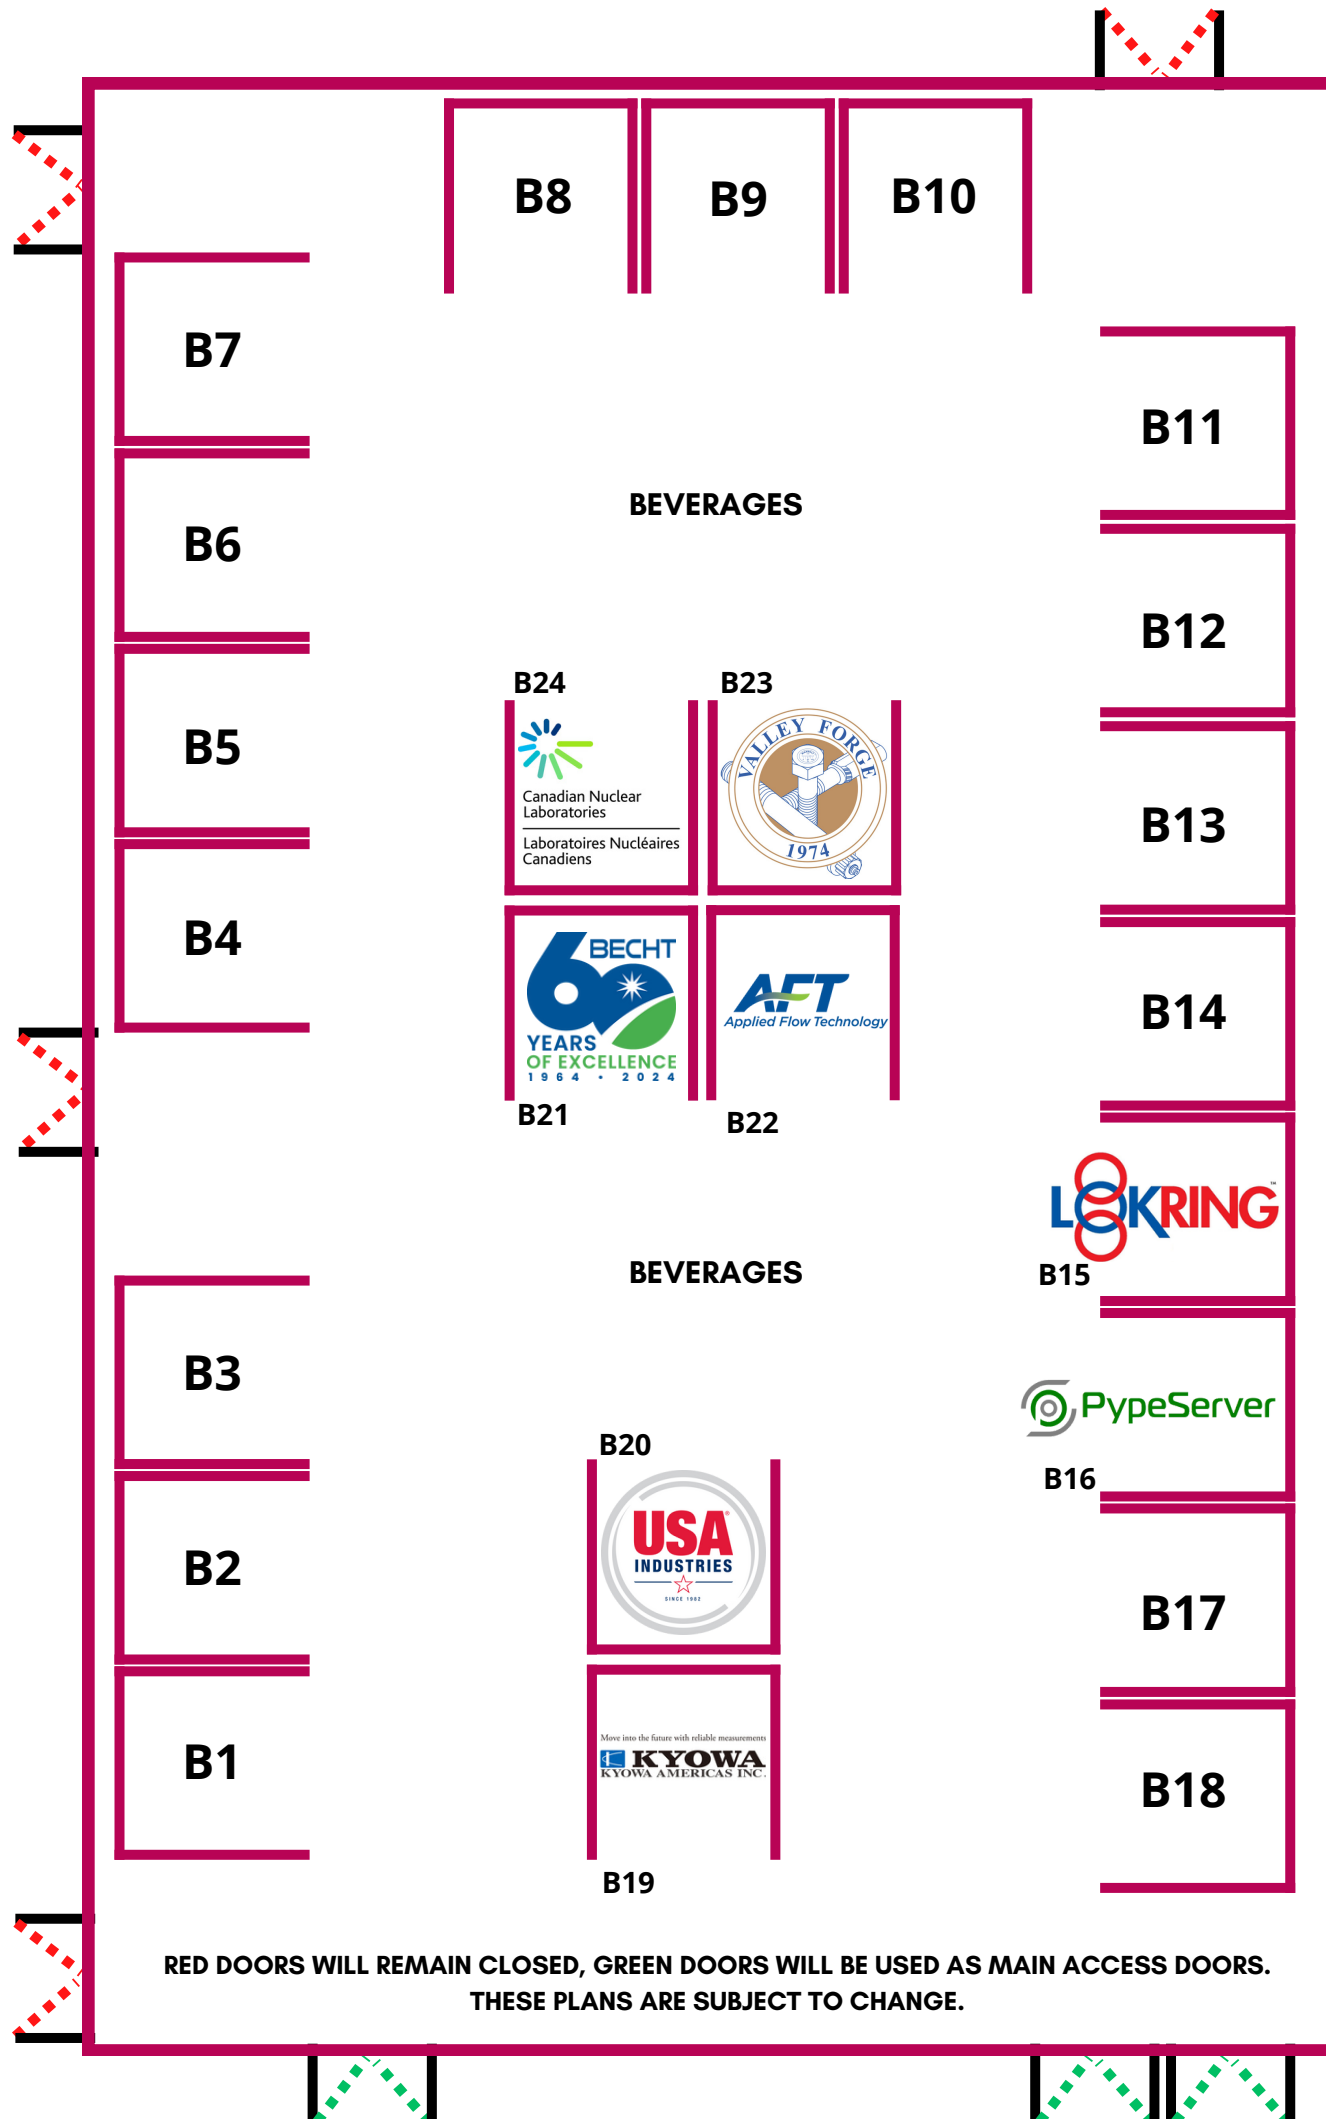 B8
B9
B10
B7
B11
B6
BEVERAGES
B12
B5
B24
B23
Canadian Nuclear
Laboratories
Laboratoires Nucléaires
Canadiens
VALLEY FORGE
1974
B13
B4
BECHT
60
YEARS
OF EXCELLENCE
1964 • 2024
AFT
Applied Flow Technology
B14
B21
B22
LOKRING™
B15
BEVERAGES
B3
PypeServer
B16
B20
USA®
INDUSTRIES
SINCE 1982
B2
B17
B1
Move into the future with reliable measurements
KYOWA
KYOWA AMERICAS INC.
B18
B19
RED DOORS WILL REMAIN CLOSED, GREEN DOORS WILL BE USED AS MAIN ACCESS DOORS.
THESE PLANS ARE SUBJECT TO CHANGE.